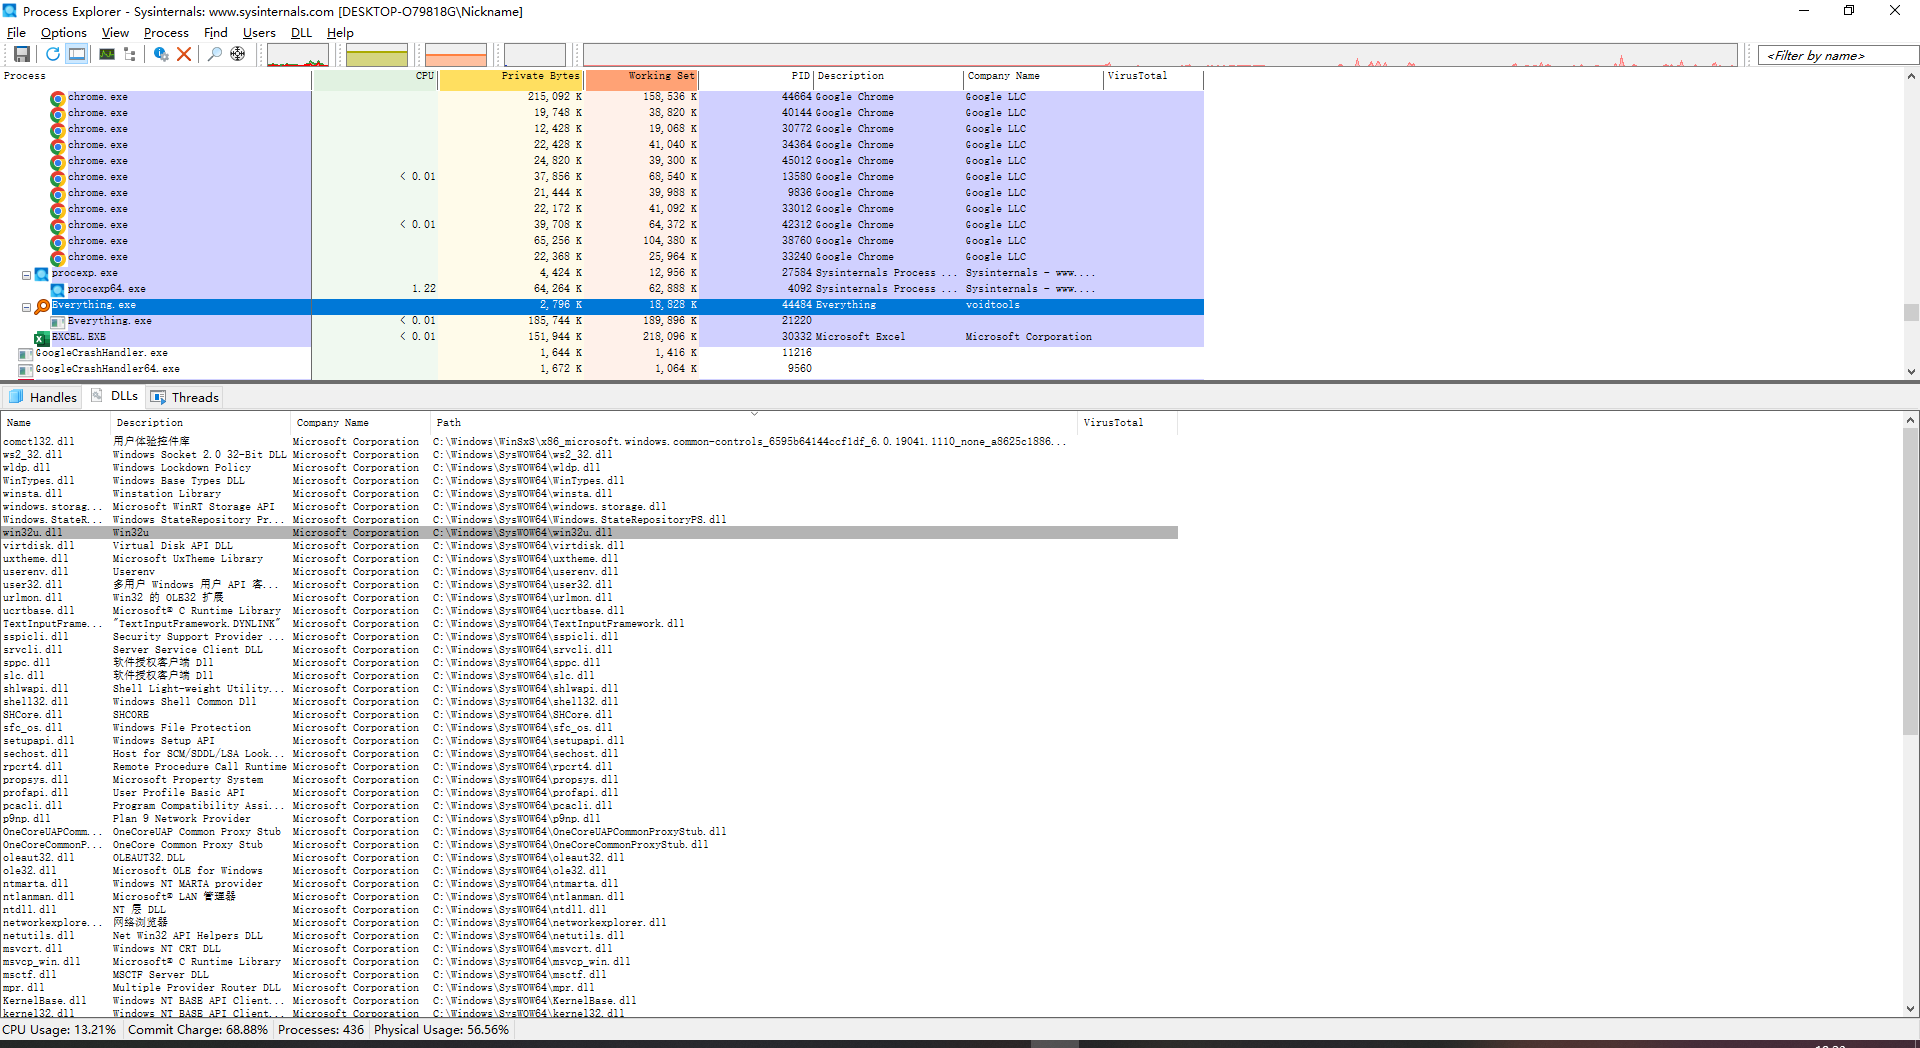 Process Explorer - Sysinternals: www.sysinternals.com [DESKTOP-O79818G\Nickname]
File Options View Process Find Users DLL Help
<Filter by name>
Process CPU Private Bytes Working Set PID Description Company Name VirusTotal
chrome.exe 215,092 K 158,536 K 44664 Google Chrome Google LLC
chrome.exe 19,748 K 38,820 K 40144 Google Chrome Google LLC
chrome.exe 12,428 K 19,068 K 30772 Google Chrome Google LLC
chrome.exe 22,428 K 41,040 K 34364 Google Chrome Google LLC
chrome.exe 24,820 K 39,300 K 45012 Google Chrome Google LLC
chrome.exe < 0.01 37,856 K 68,540 K 13580 Google Chrome Google LLC
chrome.exe 21,444 K 39,988 K 9836 Google Chrome Google LLC
chrome.exe 22,172 K 41,092 K 33012 Google Chrome Google LLC
chrome.exe < 0.01 39,708 K 64,372 K 42312 Google Chrome Google LLC
chrome.exe 65,256 K 104,380 K 38760 Google Chrome Google LLC
chrome.exe 22,368 K 25,964 K 33240 Google Chrome Google LLC
procexp.exe 4,424 K 12,956 K 27584 Sysinternals Process ... Sysinternals - www....
procexp64.exe 1.22 64,264 K 62,888 K 4092 Sysinternals Process ... Sysinternals - www....
Everything.exe 2,796 K 18,828 K 44484 Everything voidtools
Everything.exe < 0.01 185,744 K 189,896 K 21220
EXCEL.EXE < 0.01 151,944 K 218,096 K 30332 Microsoft Excel Microsoft Corporation
GoogleCrashHandler.exe 1,644 K 1,416 K 11216
GoogleCrashHandler64.exe 1,672 K 1,064 K 9560
Handles DLLs Threads
Name Description Company Name Path VirusTotal
comctl32.dll 用户体验控件库 Microsoft Corporation C:\Windows\WinSxS\x86_microsoft.windows.common-controls_6595b64144ccf1df_6.0.19041.1110_none_a8625c1886...
ws2_32.dll Windows Socket 2.0 32-Bit DLL Microsoft Corporation C:\Windows\SysWOW64\ws2_32.dll
wldp.dll Windows Lockdown Policy Microsoft Corporation C:\Windows\SysWOW64\wldp.dll
WinTypes.dll Windows Base Types DLL Microsoft Corporation C:\Windows\SysWOW64\WinTypes.dll
winsta.dll Winstation Library Microsoft Corporation C:\Windows\SysWOW64\winsta.dll
windows.storag... Microsoft WinRT Storage API Microsoft Corporation C:\Windows\SysWOW64\windows.storage.dll
Windows.StateR... Windows StateRepository Pr... Microsoft Corporation C:\Windows\SysWOW64\Windows.StateRepositoryPS.dll
win32u.dll Win32u Microsoft Corporation C:\Windows\SysWOW64\win32u.dll
virtdisk.dll Virtual Disk API DLL Microsoft Corporation C:\Windows\SysWOW64\virtdisk.dll
uxtheme.dll Microsoft UxTheme Library Microsoft Corporation C:\Windows\SysWOW64\uxtheme.dll
userenv.dll Userenv Microsoft Corporation C:\Windows\SysWOW64\userenv.dll
user32.dll 多用户 Windows 用户 API 客... Microsoft Corporation C:\Windows\SysWOW64\user32.dll
urlmon.dll Win32 的 OLE32 扩展 Microsoft Corporation C:\Windows\SysWOW64\urlmon.dll
ucrtbase.dll Microsoft® C Runtime Library Microsoft Corporation C:\Windows\SysWOW64\ucrtbase.dll
TextInputFrame... "TextInputFramework.DYNLINK" Microsoft Corporation C:\Windows\SysWOW64\TextInputFramework.dll
sspicli.dll Security Support Provider ... Microsoft Corporation C:\Windows\SysWOW64\sspicli.dll
srvcli.dll Server Service Client DLL Microsoft Corporation C:\Windows\SysWOW64\srvcli.dll
sppc.dll 软件授权客户端 Dll Microsoft Corporation C:\Windows\SysWOW64\sppc.dll
slc.dll 软件授权客户端 Dll Microsoft Corporation C:\Windows\SysWOW64\slc.dll
shlwapi.dll Shell Light-weight Utility... Microsoft Corporation C:\Windows\SysWOW64\shlwapi.dll
shell32.dll Windows Shell Common Dll Microsoft Corporation C:\Windows\SysWOW64\shell32.dll
SHCore.dll SHCORE Microsoft Corporation C:\Windows\SysWOW64\SHCore.dll
sfc_os.dll Windows File Protection Microsoft Corporation C:\Windows\SysWOW64\sfc_os.dll
setupapi.dll Windows Setup API Microsoft Corporation C:\Windows\SysWOW64\setupapi.dll
sechost.dll Host for SCM/SDDL/LSA Look... Microsoft Corporation C:\Windows\SysWOW64\sechost.dll
rpcrt4.dll Remote Procedure Call Runtime Microsoft Corporation C:\Windows\SysWOW64\rpcrt4.dll
propsys.dll Microsoft Property System Microsoft Corporation C:\Windows\SysWOW64\propsys.dll
profapi.dll User Profile Basic API Microsoft Corporation C:\Windows\SysWOW64\profapi.dll
pcacli.dll Program Compatibility Assi... Microsoft Corporation C:\Windows\SysWOW64\pcacli.dll
p9np.dll Plan 9 Network Provider Microsoft Corporation C:\Windows\SysWOW64\p9np.dll
OneCoreUAPComm... OneCoreUAP Common Proxy Stub Microsoft Corporation C:\Windows\SysWOW64\OneCoreUAPCommonProxyStub.dll
OneCoreCommonP... OneCore Common Proxy Stub Microsoft Corporation C:\Windows\SysWOW64\OneCoreCommonProxyStub.dll
oleaut32.dll OLEAUT32.DLL Microsoft Corporation C:\Windows\SysWOW64\oleaut32.dll
ole32.dll Microsoft OLE for Windows Microsoft Corporation C:\Windows\SysWOW64\ole32.dll
ntmarta.dll Windows NT MARTA provider Microsoft Corporation C:\Windows\SysWOW64\ntmarta.dll
ntlanman.dll Microsoft® LAN 管理器 Microsoft Corporation C:\Windows\SysWOW64\ntlanman.dll
ntdll.dll NT 层 DLL Microsoft Corporation C:\Windows\SysWOW64\ntdll.dll
networkexplore... 网络浏览器 Microsoft Corporation C:\Windows\SysWOW64\networkexplorer.dll
netutils.dll Net Win32 API Helpers DLL Microsoft Corporation C:\Windows\SysWOW64\netutils.dll
msvcrt.dll Windows NT CRT DLL Microsoft Corporation C:\Windows\SysWOW64\msvcrt.dll
msvcp_win.dll Microsoft® C Runtime Library Microsoft Corporation C:\Windows\SysWOW64\msvcp_win.dll
msctf.dll MSCTF Server DLL Microsoft Corporation C:\Windows\SysWOW64\msctf.dll
mpr.dll Multiple Provider Router DLL Microsoft Corporation C:\Windows\SysWOW64\mpr.dll
KernelBase.dll Windows NT BASE API Client... Microsoft Corporation C:\Windows\SysWOW64\KernelBase.dll
kernel32.dll Windows NT BASE API Client... Microsoft Corporation C:\Windows\SysWOW64\kernel32.dll
CPU Usage: 13.21% Commit Charge: 68.88% Processes: 436 Physical Usage: 56.56%